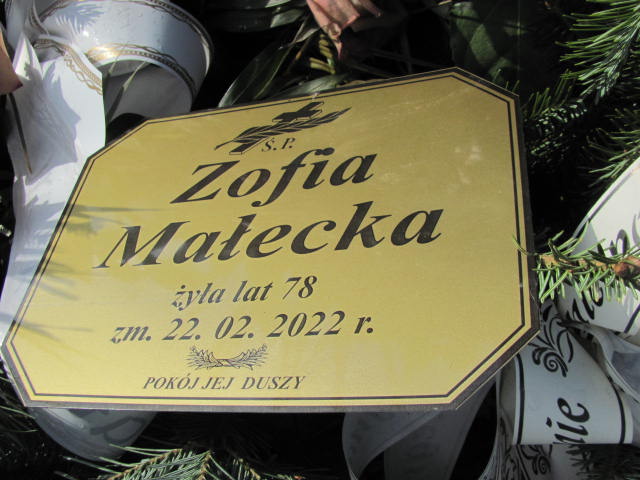 Ś.P.
Zofia
Małecka
żyła lat 78
zm. 22. 02. 2022 r.
POKÓJ JEJ DUSZY